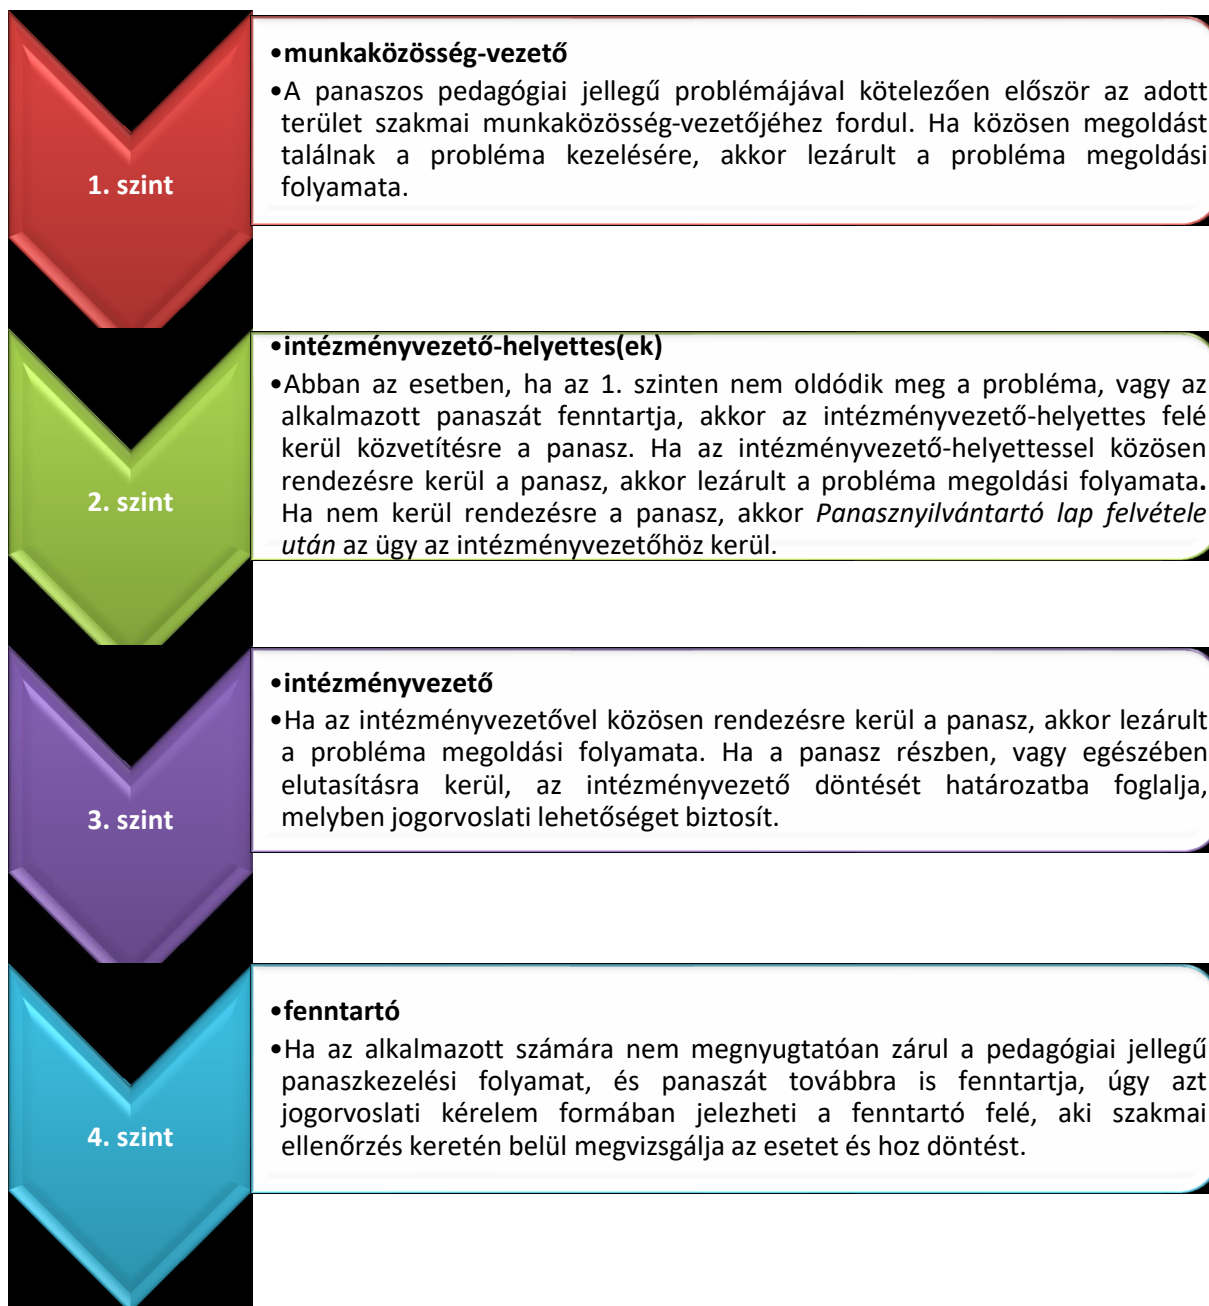 •munkaközösség-vezető
•A panaszos pedagógiai jellegű problémájával kötelezően először az adott
terület szakmai munkaközösség-vezetőjéhez fordul. Ha közösen megoldást
találnak a probléma kezelésére, akkor lezárult a probléma megoldási
folyamata.
1. szint
•intézményvezető-helyettes(ek)
•Abban az esetben, ha az 1. szinten nem oldódik meg a probléma, vagy az
alkalmazott panaszát fenntartja, akkor az intézményvezető-helyettes felé
kerül közvetítésre a panasz. Ha az intézményvezető-helyettessel közösen
rendezésre kerül a panasz, akkor lezárult a probléma megoldási folyamata.
Ha nem kerül rendezésre a panasz, akkor Panasznyilvántartó lap felvétele
után az ügy az intézményvezetőhöz kerül.
2. szint
•intézményvezető
•Ha az intézményvezetővel közösen rendezésre kerül a panasz, akkor lezárult
a probléma megoldási folyamata. Ha a panasz részben, vagy egészében
elutasításra kerül, az intézményvezető döntését határozatba foglalja,
melyben jogorvoslati lehetőséget biztosít.
3. szint
•fenntartó
•Ha az alkalmazott számára nem megnyugtatóan zárul a pedagógiai jellegű
panaszkezelési folyamat, és panaszát továbbra is fenntartja, úgy azt
jogorvoslati kérelem formában jelezheti a fenntartó felé, aki szakmai
ellenőrzés keretén belül megvizsgálja az esetet és hoz döntést.
4. szint